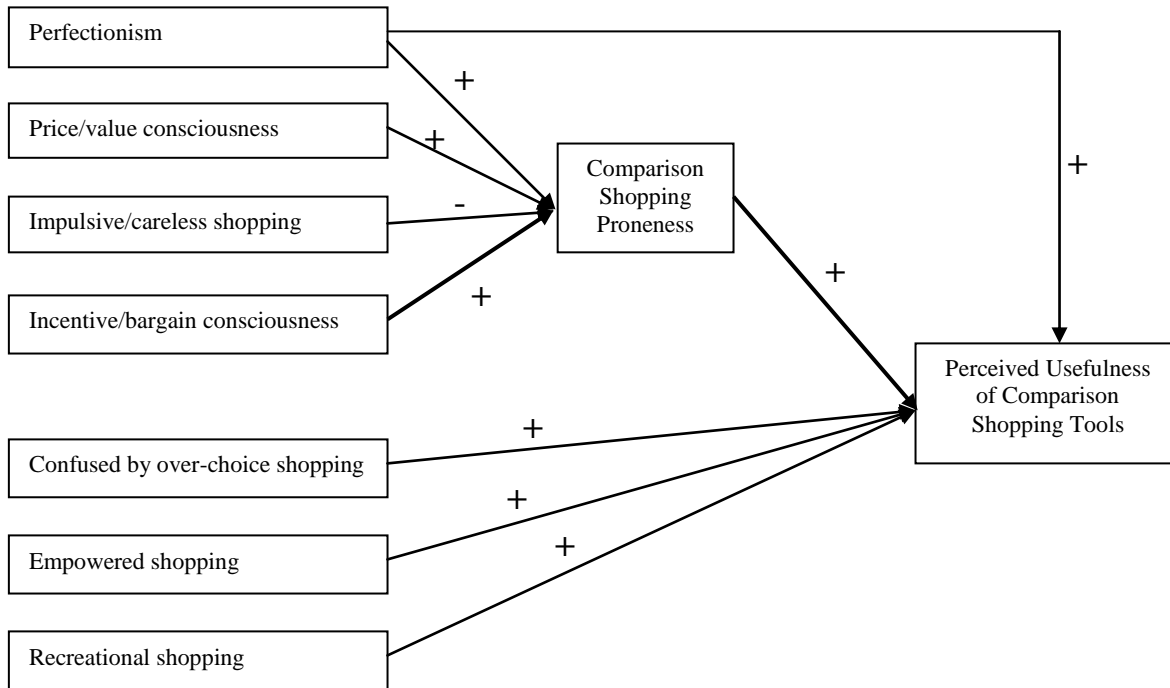 Perfectionism
+
Price/value consciousness
+
Impulsive/careless shopping
-
Incentive/bargain consciousness
+
Comparison
Shopping
Proneness
+
+
Perceived Usefulness
of Comparison
Shopping Tools
Confused by over-choice shopping
+
Empowered shopping
+
Recreational shopping
+